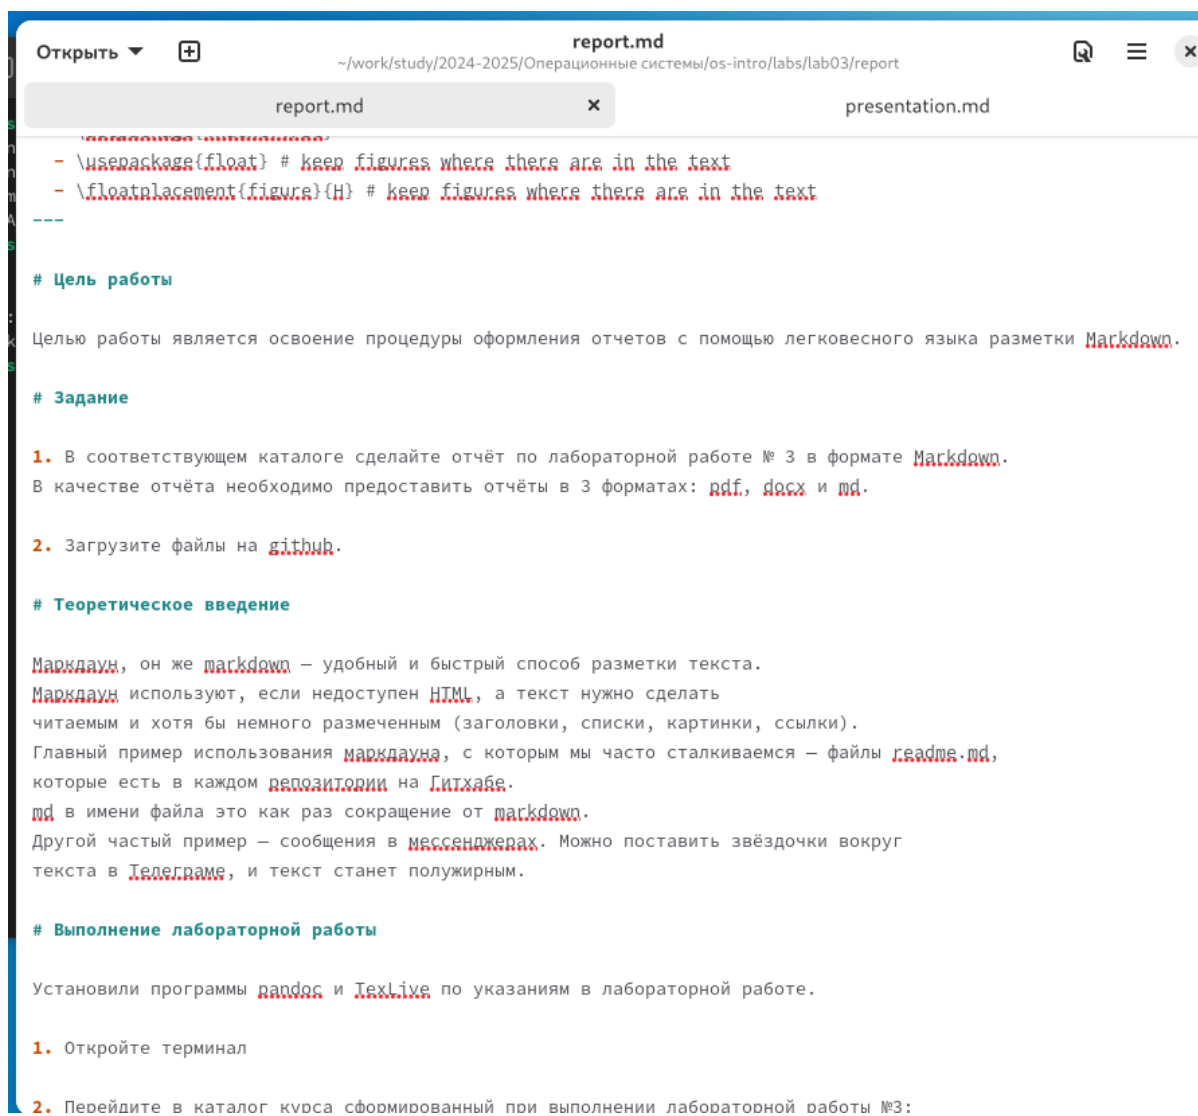 Открыть
report.md
~/work/study/2024-2025/Операционные системы/os-intro/labs/lab03/report
report.md
presentation.md
- \usepackage{float} # keep figures where there are in the text
- \floatplacement{figure}{H} # keep figures where there are in the text
---
# Цель работы
Целью работы является освоение процедуры оформления отчетов с помощью легковесного языка разметки Markdown.
# Задание
1. В соответствующем каталоге сделайте отчёт по лабораторной работе № 3 в формате Markdown.
В качестве отчёта необходимо предоставить отчёты в 3 форматах: pdf, docx и md.
2. Загрузите файлы на github.
# Теоретическое введение
Маркдаун, он же markdown — удобный и быстрый способ разметки текста.
Маркдаун используют, если недоступен HTML, а текст нужно сделать
читаемым и хотя бы немного размеченным (заголовки, списки, картинки, ссылки).
Главный пример использования маркдауна, с которым мы часто сталкиваемся — файлы readme.md,
которые есть в каждом репозитории на Гитхабе.
md в имени файла это как раз сокращение от markdown.
Другой частый пример — сообщения в мессенджерах. Можно поставить звёздочки вокруг
текста в Телеграме, и текст станет полужирным.
# Выполнение лабораторной работы
Установили программы pandoc и TexLive по указаниям в лабораторной работе.
1. Откройте терминал
2. Перейдите в каталог курса сформированный при выполнении лабораторной работы №3: